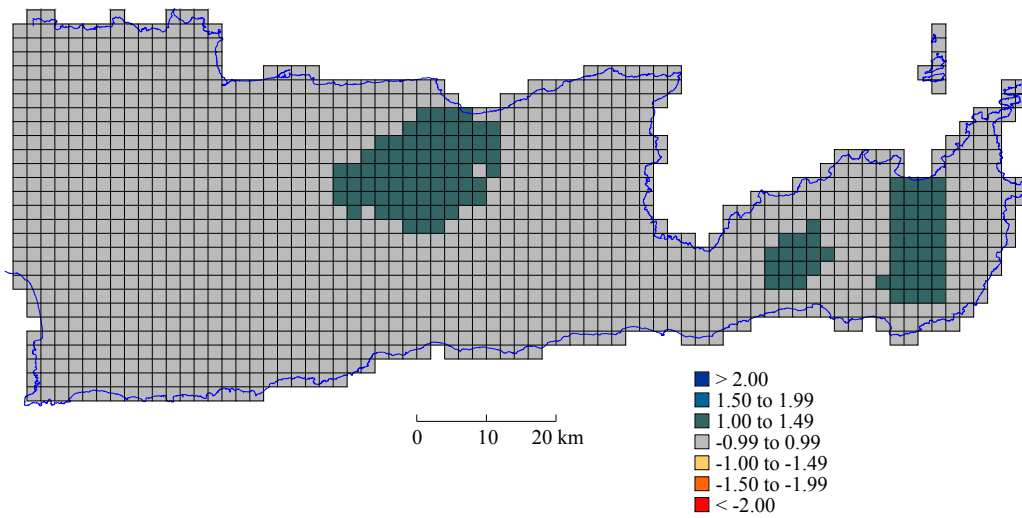 > 2.00
1.50 to 1.99
1.00 to 1.49
-0.99 to 0.99
-1.00 to -1.49
-1.50 to -1.99
< -2.00
0 10 20 km